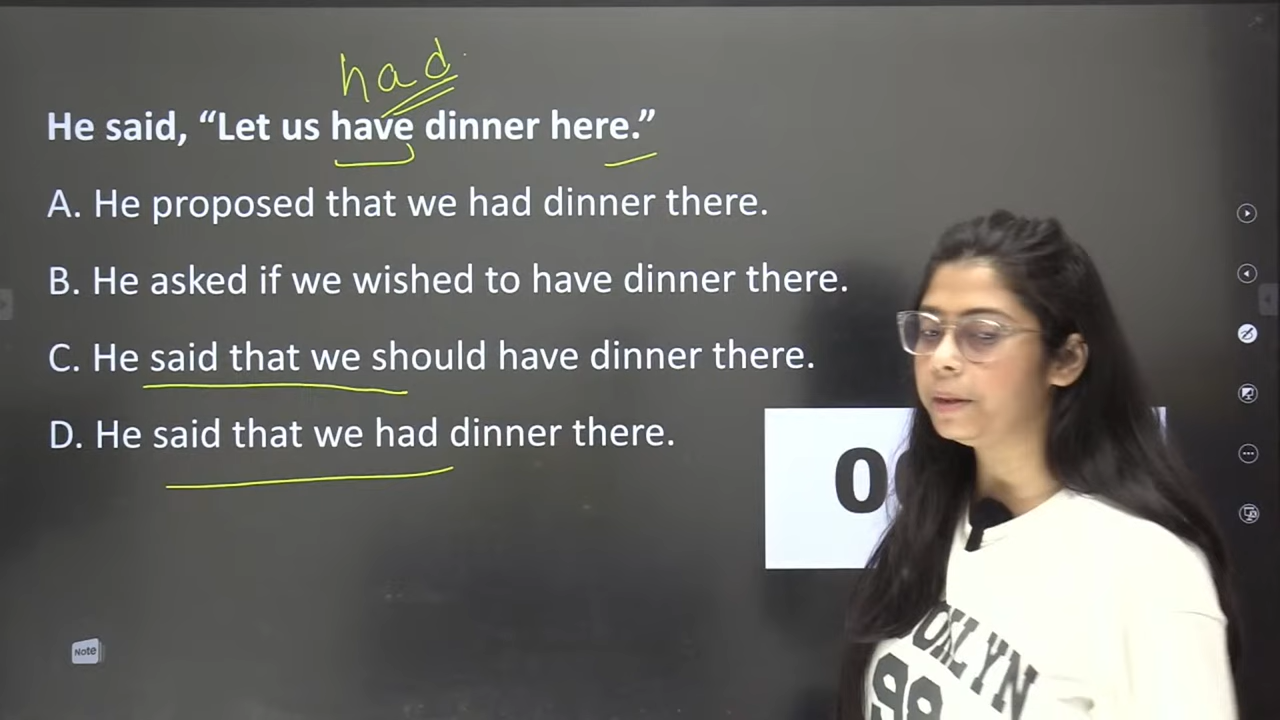 had
He said, “Let us have dinner here.”
A. He proposed that we had dinner there.
B. He asked if we wished to have dinner there.
C. He said that we should have dinner there.
D. He said that we had dinner there.
0
Note
98